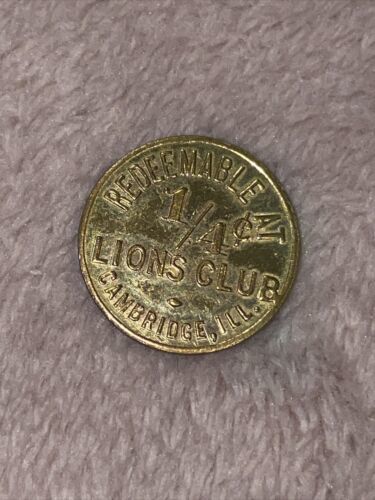 REDEEMABLE AT
1/4¢
LIONS CLUB
CAMBRIDGE, ILL.